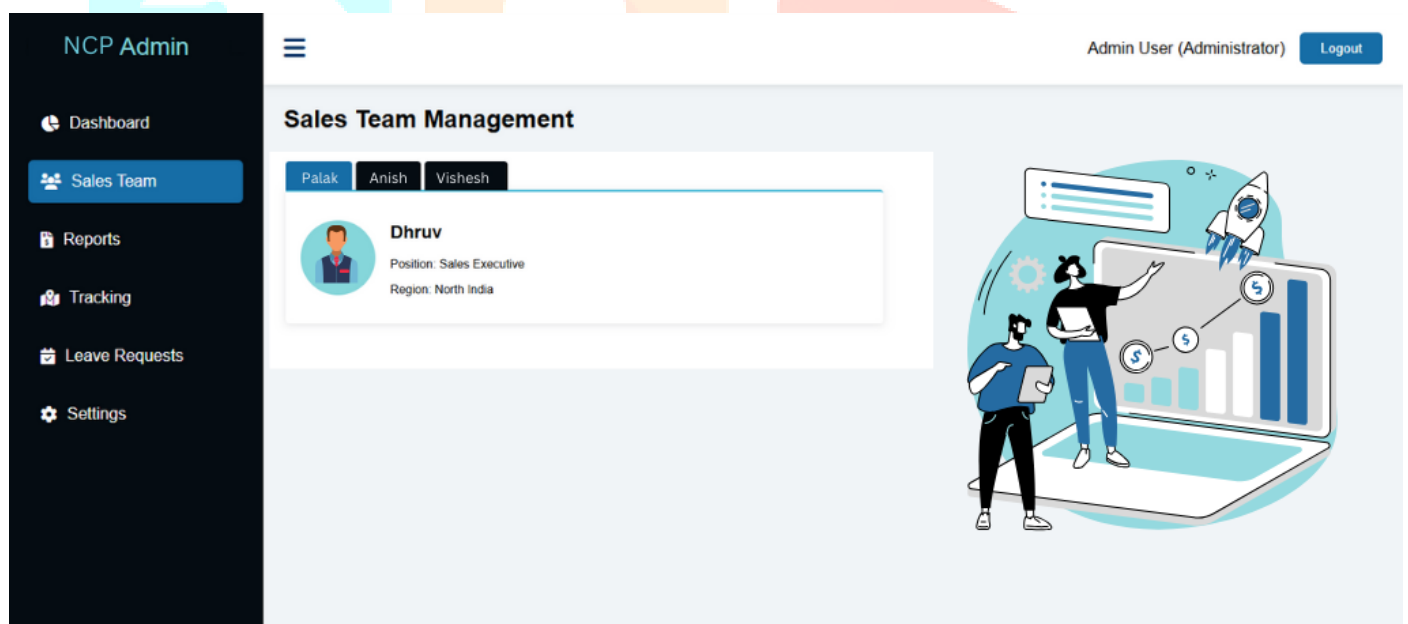 NCP Admin
Admin User (Administrator) Logout
Dashboard
Sales Team
Reports
Tracking
Leave Requests
Settings
Sales Team Management
Palak Anish Vishesh
Dhruv
Position: Sales Executive
Region: North India
$
$
$